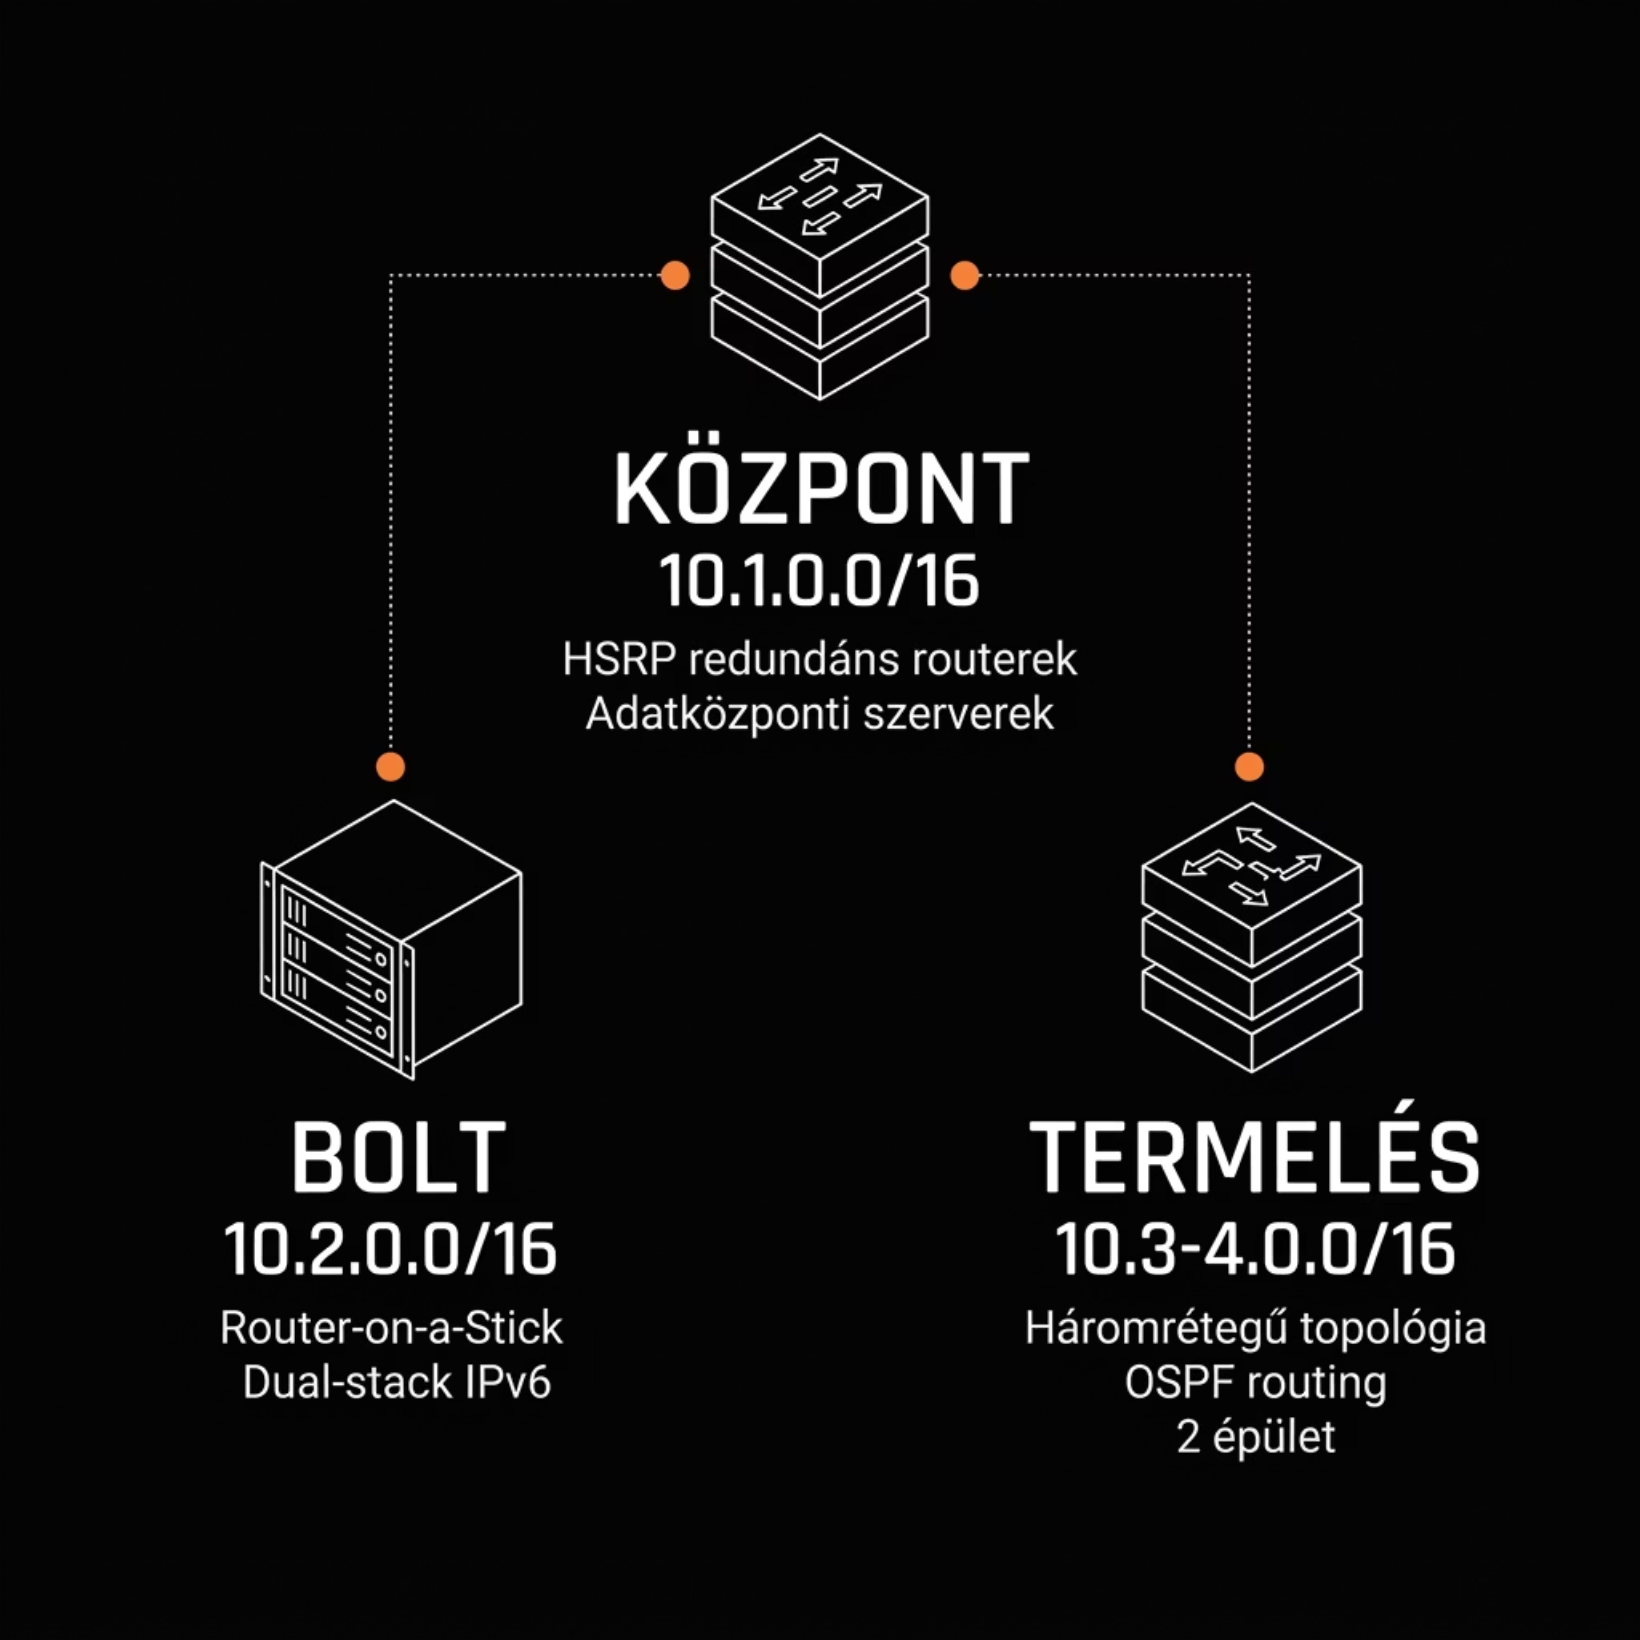 KÖZPONT
10.1.0.0/16
HSRP redundáns routerek
Adatközponti szerverek
BOLT
10.2.0.0/16
Router-on-a-Stick
Dual-stack IPv6
TERMELÉS
10.3-4.0.0/16
Háromrétegű topológia
OSPF routing
2 épület